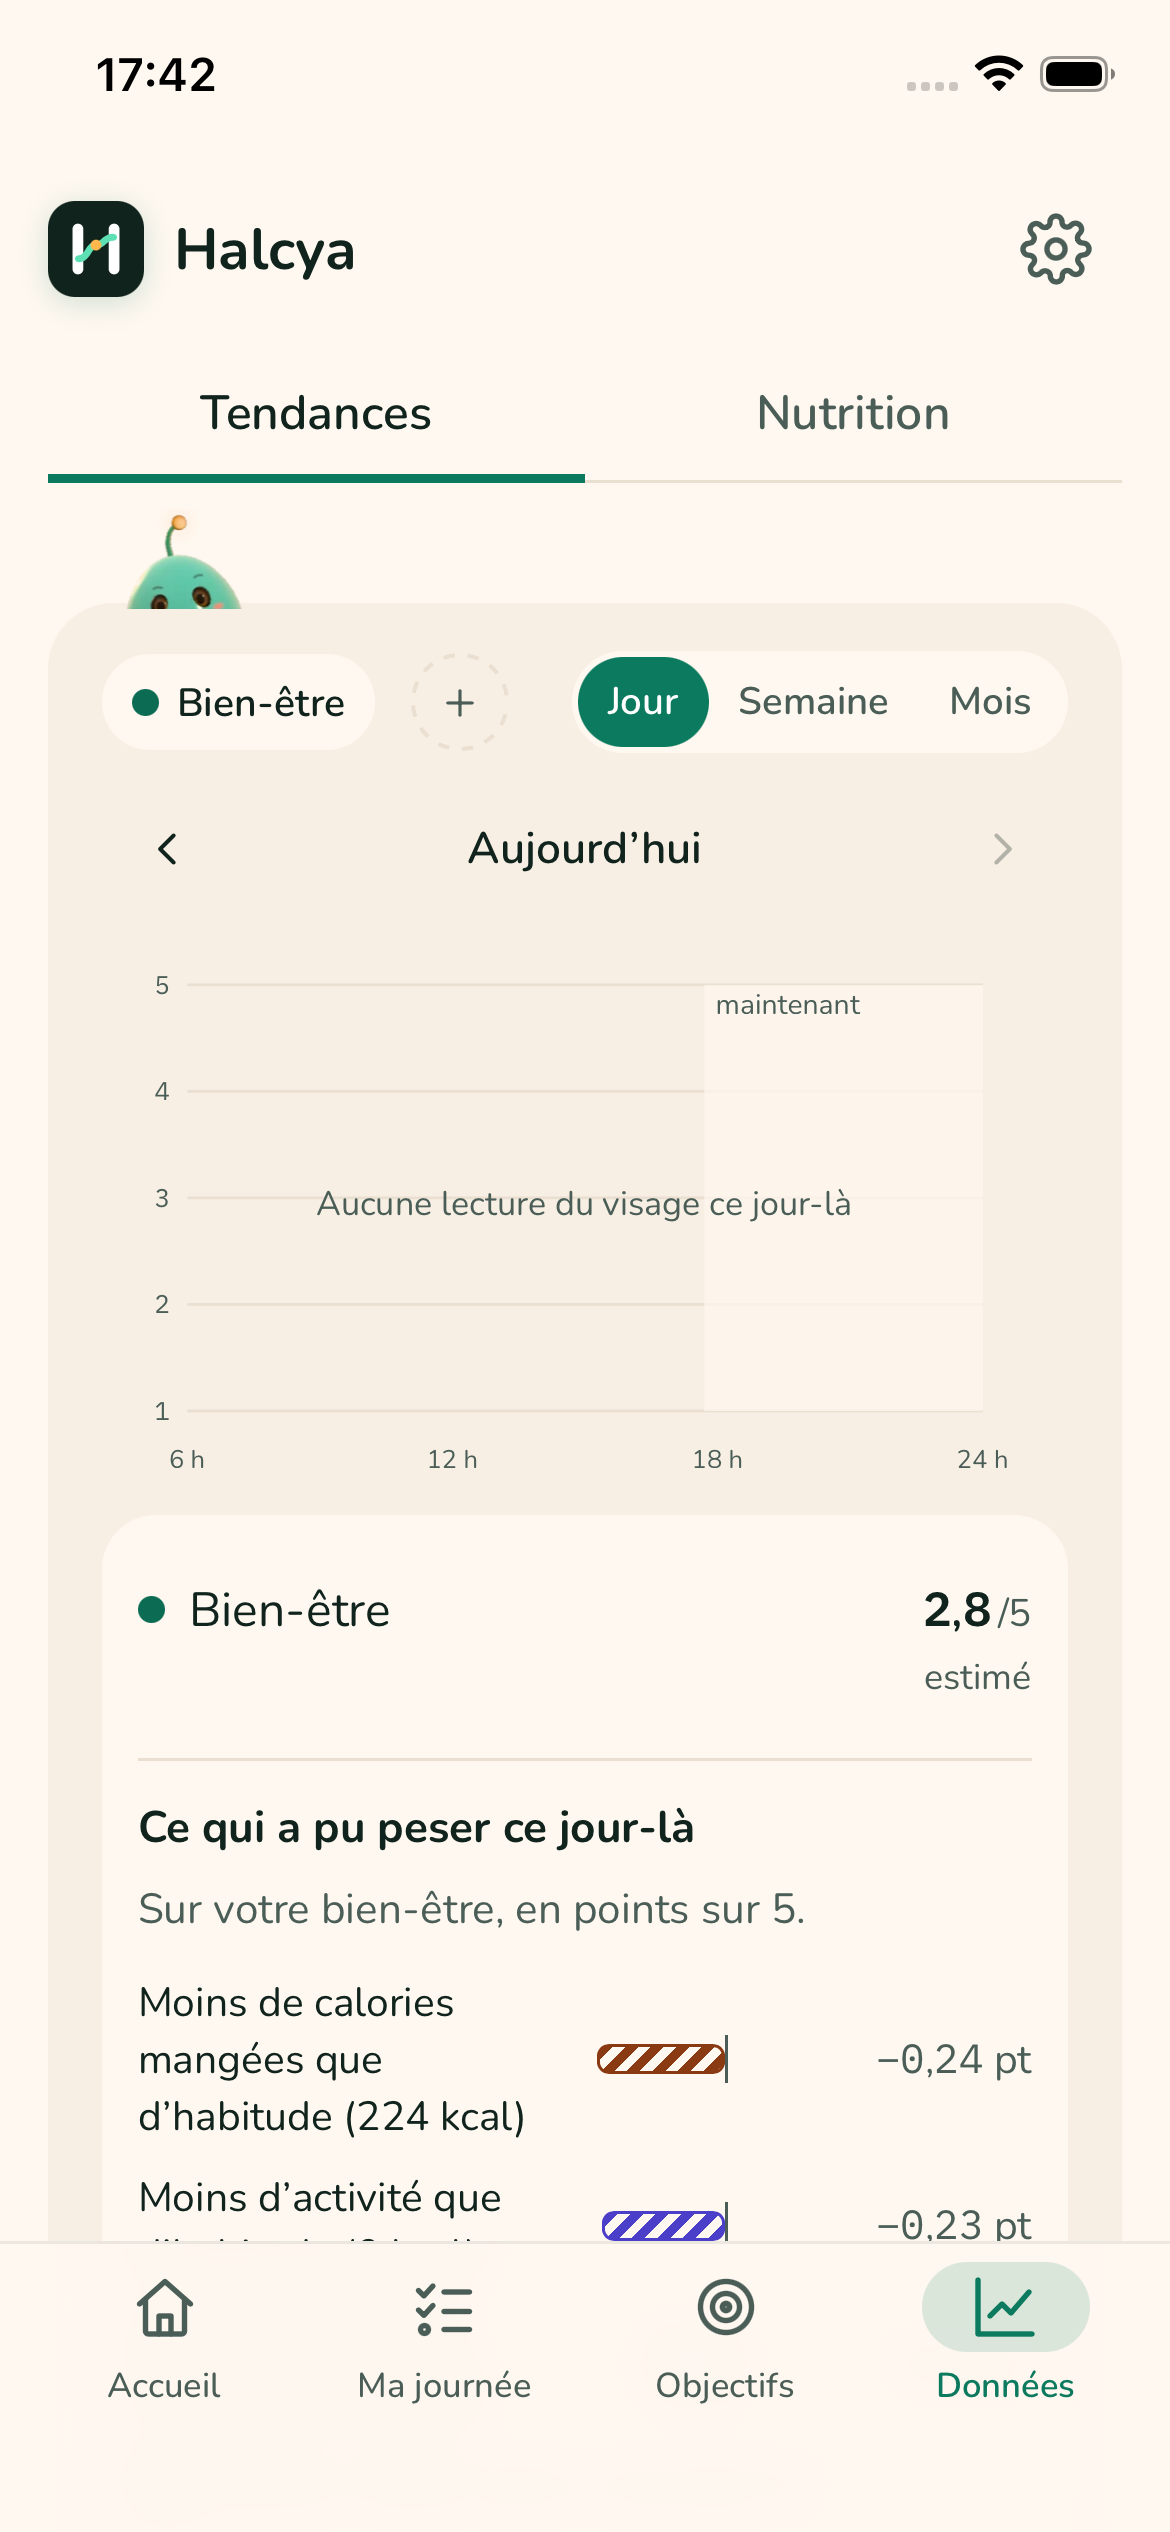 17:42
Halcya
Tendances
Nutrition
Bien-être
+
Jour
Semaine
Mois
Aujourd’hui
5
maintenant
4
3
Aucune lecture du visage ce jour-là
2
1
6 h
12 h
18 h
24 h
Bien-être
2,8/5
estimé
Ce qui a pu peser ce jour-là
Sur votre bien-être, en points sur 5.
Moins de calories
mangées que
d’habitude (224 kcal)
−0,24 pt
Moins d’activité que
−0,23 pt
Accueil
Ma journée
Objectifs
Données